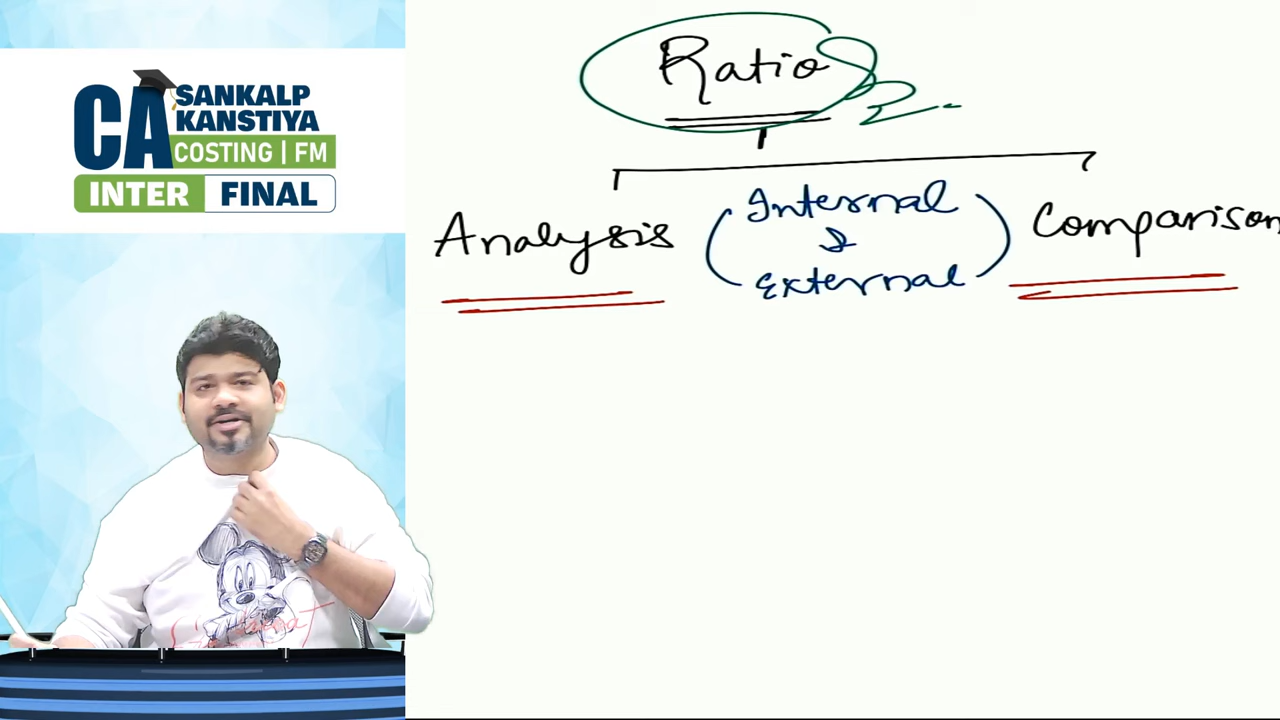 CA
SANKALP
KANSTIYA
COSTING | FM
INTER FINAL
Ratio
Analysis
(Internal
&
External)
Comparison